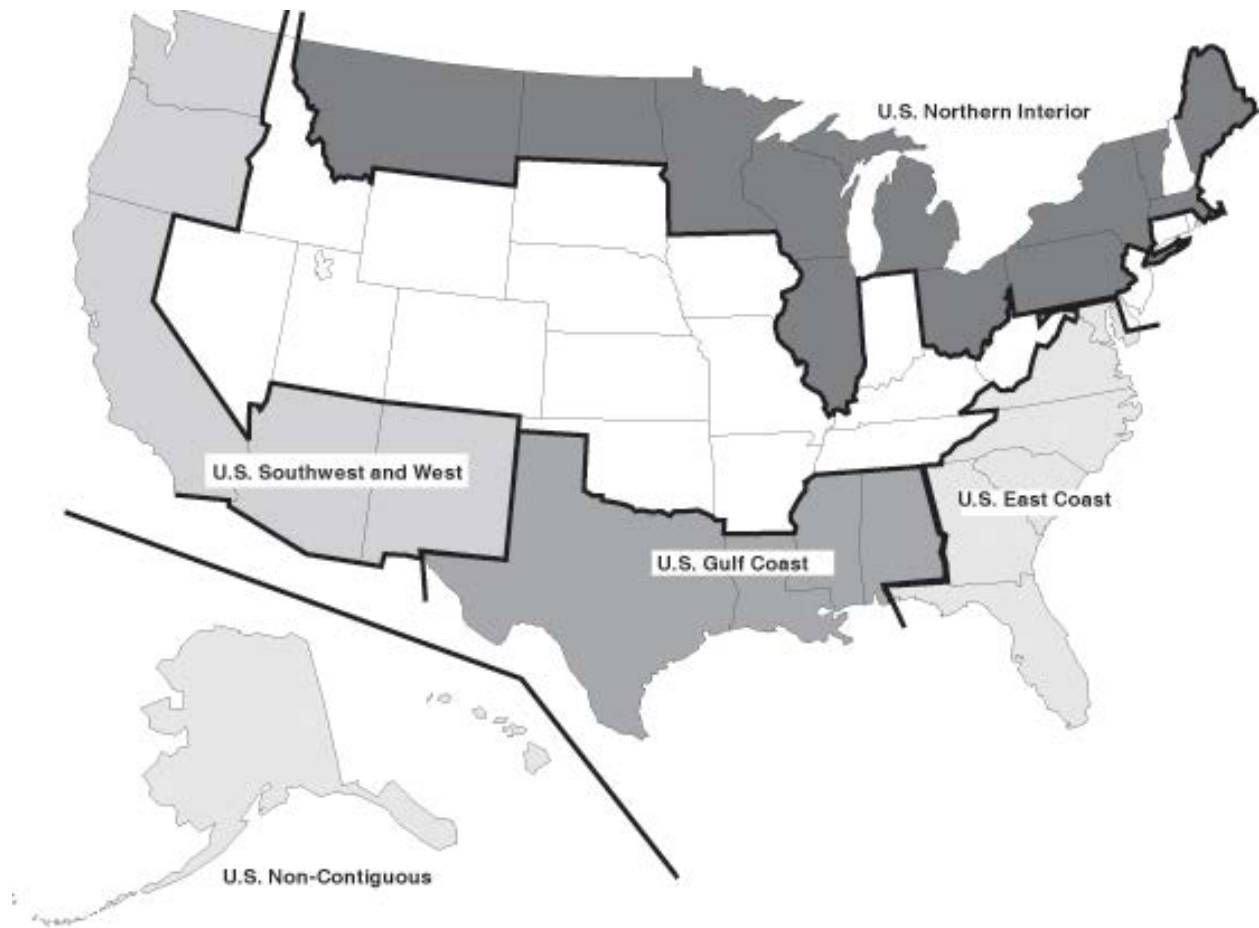 U.S. Northern Interior
U.S. Southwest and West
U.S. East Coast
U.S. Gulf Coast
U.S. Non-Contiguous